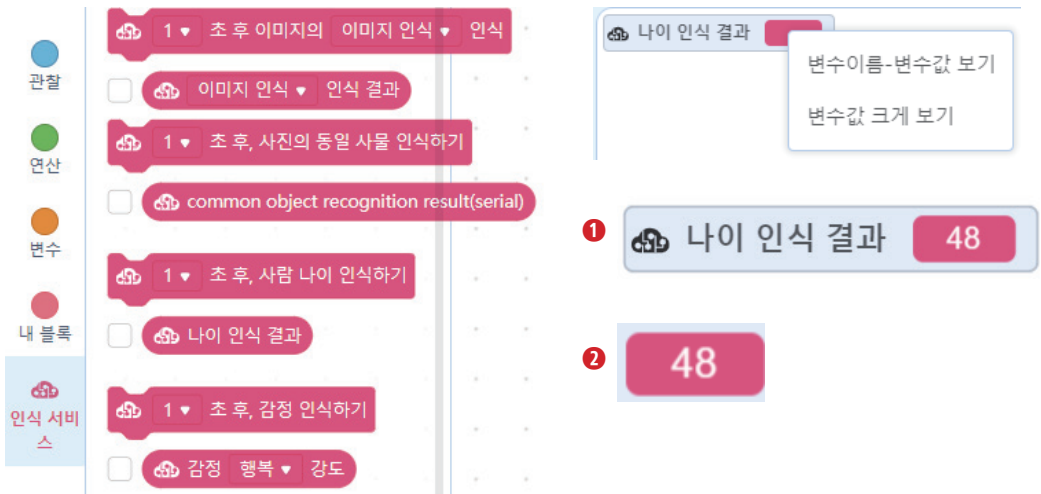 관찰
연산
변수
내 블록
인식 서비
스
1 ▼ 초 후 이미지의 이미지 인식 ▼ 인식
이미지 인식 ▼ 인식 결과
1 ▼ 초 후, 사진의 동일 사물 인식하기
common object recognition result(serial)
1 ▼ 초 후, 사람 나이 인식하기
나이 인식 결과
1 ▼ 초 후, 감정 인식하기
감정 행복 ▼ 강도
나이 인식 결과
변수이름-변수값 보기
변수값 크게 보기
❶ 나이 인식 결과 48
❷ 48